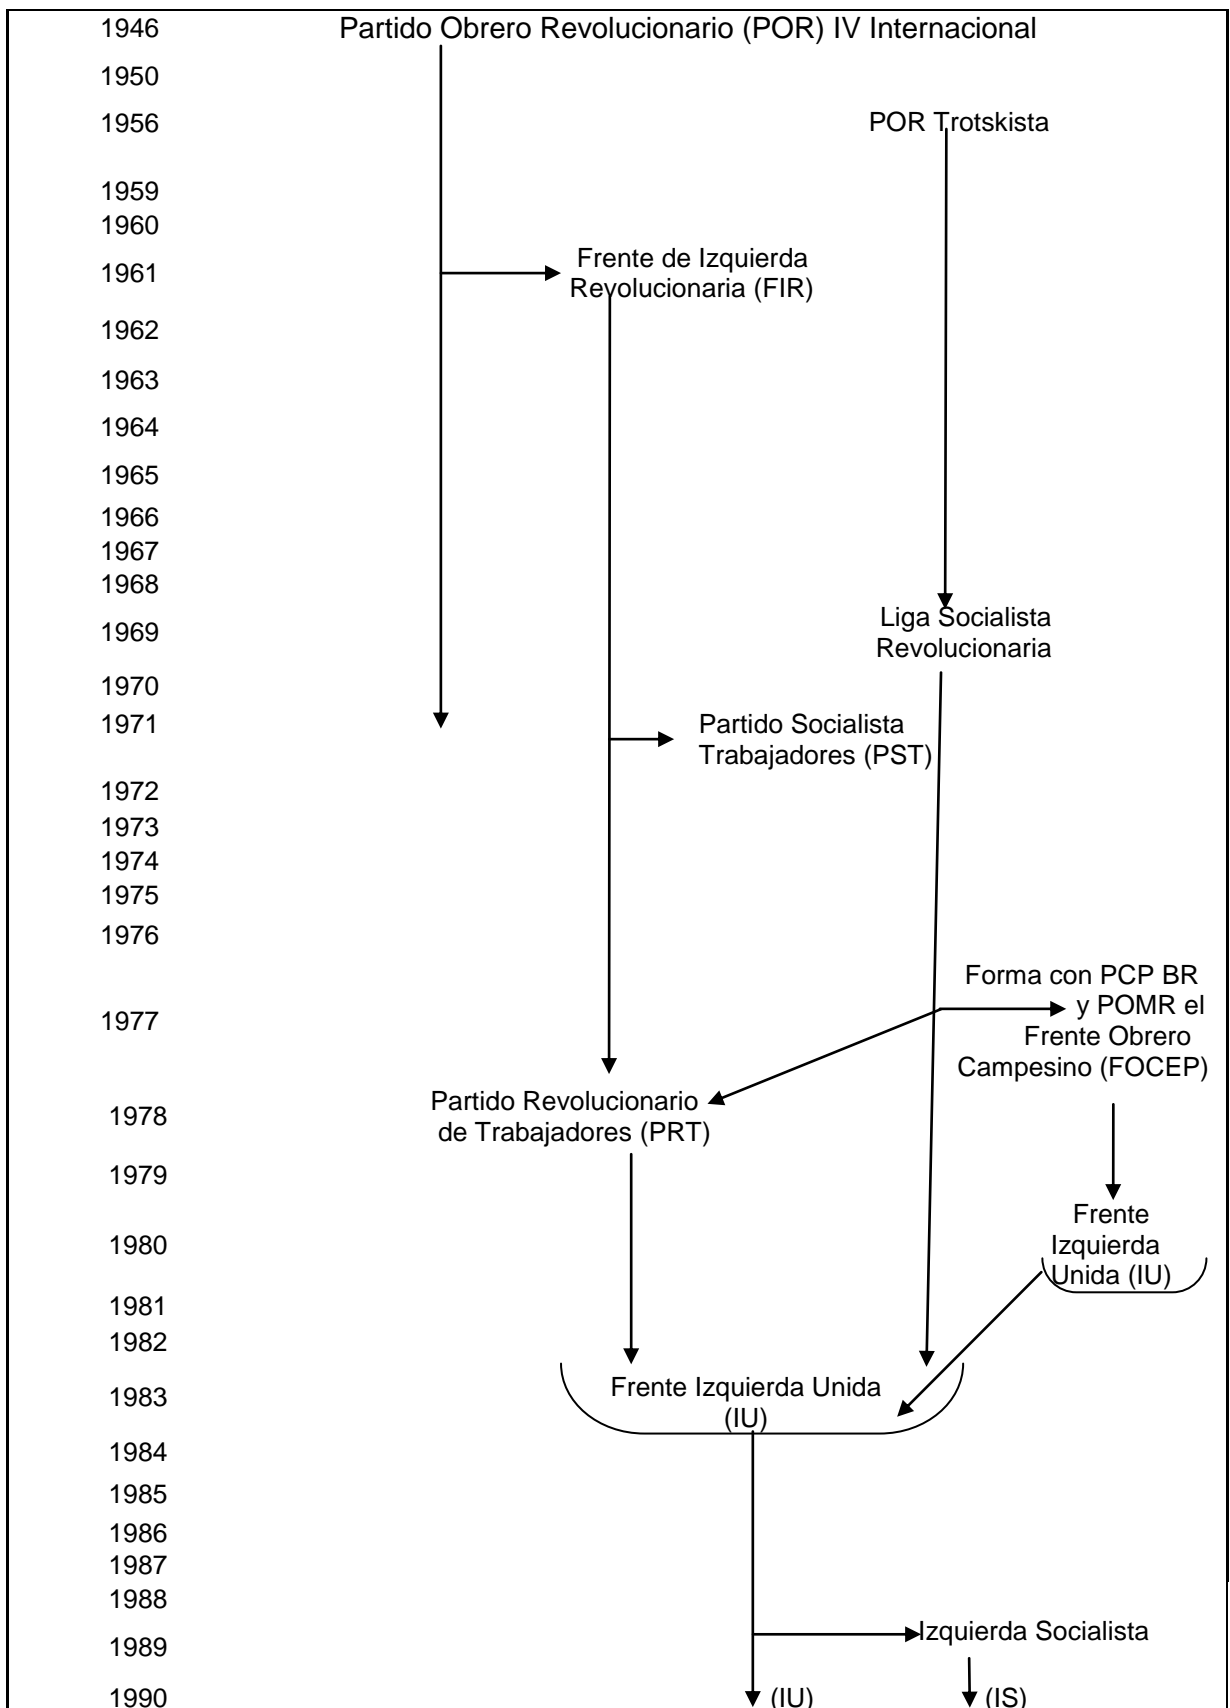 1946 Partido Obrero Revolucionario (POR) IV Internacional
1950
1956 POR Trotskista
1959
1960
Frente de Izquierda
1961
Revolucionaria (FIR)
1962
1963
1964
1965
1966
1967
1968
Liga Socialista
1969
Revolucionaria
1970
1971 Partido Socialista
Trabajadores (PST)
1972
1973
1974
1975
1976
Forma con PCP BR
y POMR el
1977
Frente Obrero
Campesino (FOCEP)
Partido Revolucionario
1978
de Trabajadores (PRT)
1979
Frente
1980 Izquierda
Unida (IU)
1981
1982
Frente Izquierda Unida
1983
(IU)
1984
1985
1986
1987
1988
Izquierda Socialista
1989
1990 (IU) (IS)